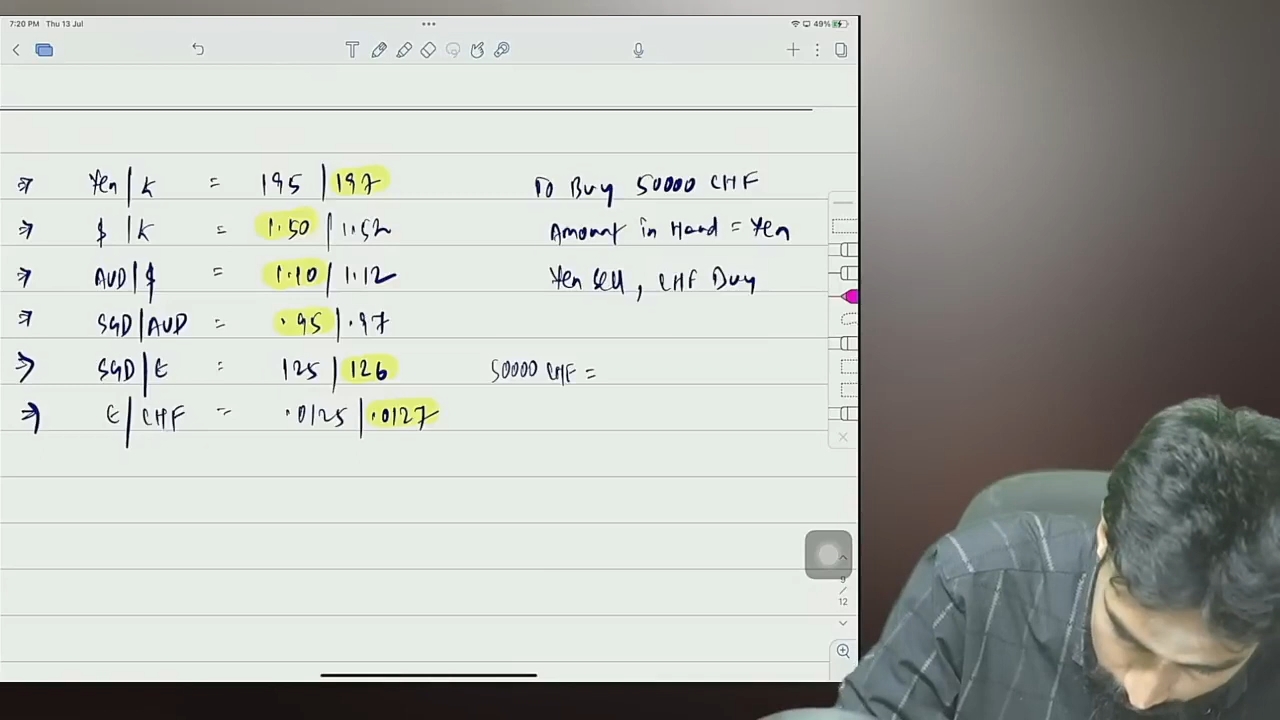 7:20 PM Thu 13 Jul
49%
⇒ Yen | £ = 195 | 197
⇒ $ | £ = 1.50 | 1.52
⇒ AUD | $ = 1.10 | 1.12
⇒ SGD | AUD = .95 | .97
⇒ SGD | € = 125 | 126
⇒ € | CHF = .0125 | .0127
To Buy 50000 CHF
Amount in Hand = Yen
Yen Sell, CHF Buy
50000 CHF =
9
/
12